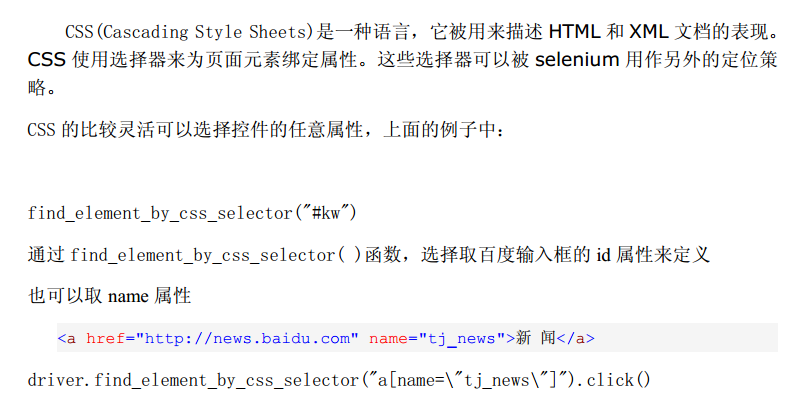 CSS(Cascading Style Sheets)是一种语言，它被用来描述 HTML 和 XML 文档的表现。
CSS 使用选择器来为页面元素绑定属性。这些选择器可以被 selenium 用作另外的定位策
略。
CSS 的比较灵活可以选择控件的任意属性，上面的例子中：
find_element_by_css_selector("#kw")
通过 find_element_by_css_selector( )函数，选择取百度输入框的 id 属性来定义
也可以取 name 属性
<a href="http://news.baidu.com" name="tj_news">新 闻</a>
driver.find_element_by_css_selector("a[name=\"tj_news\"]").click()